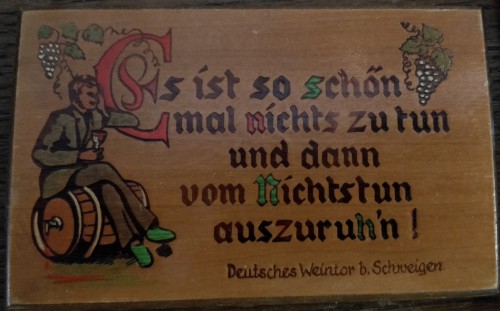 Es ist so schön
mal nichts zu tun
und dann
vom Nichtstun
auszuruh'n!
Deutsches Weintor b. Schweigen